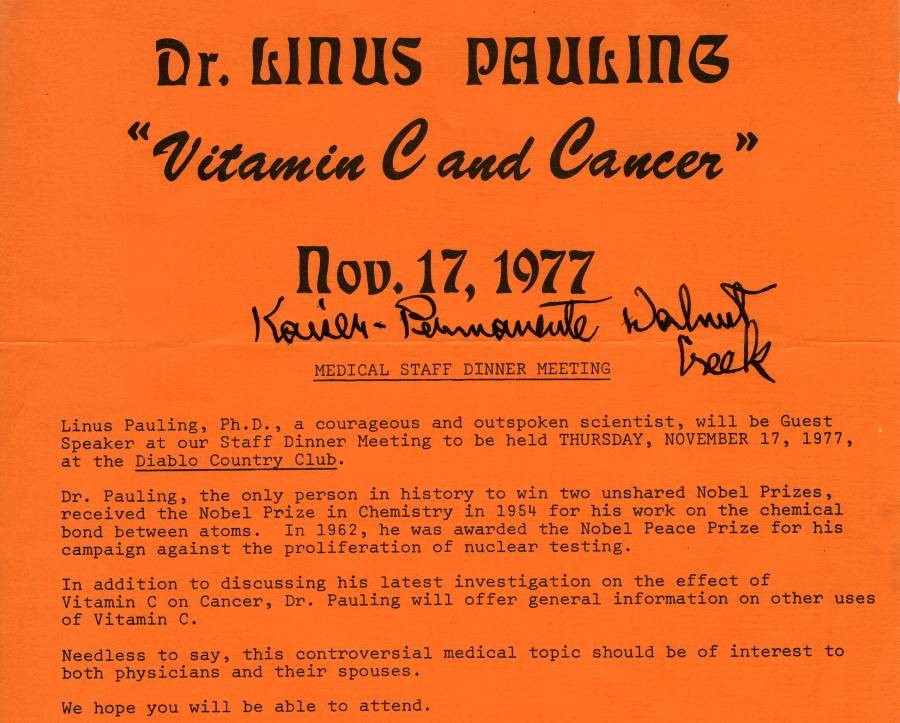 Dr. LINUS PAULING
"Vitamin C and Cancer"
Nov. 17, 1977
Kaiser-Permanente Walnut
Creek
MEDICAL STAFF DINNER MEETING
Linus Pauling, Ph.D., a courageous and outspoken scientist, will be Guest
Speaker at our Staff Dinner Meeting to be held THURSDAY, NOVEMBER 17, 1977,
at the Diablo Country Club.
Dr. Pauling, the only person in history to win two unshared Nobel Prizes,
received the Nobel Prize in Chemistry in 1954 for his work on the chemical
bond between atoms. In 1962, he was awarded the Nobel Peace Prize for his
campaign against the proliferation of nuclear testing.
In addition to discussing his latest investigation on the effect of
Vitamin C on Cancer, Dr. Pauling will offer general information on other uses
of Vitamin C.
Needless to say, this controversial medical topic should be of interest to
both physicians and their spouses.
We hope you will be able to attend.